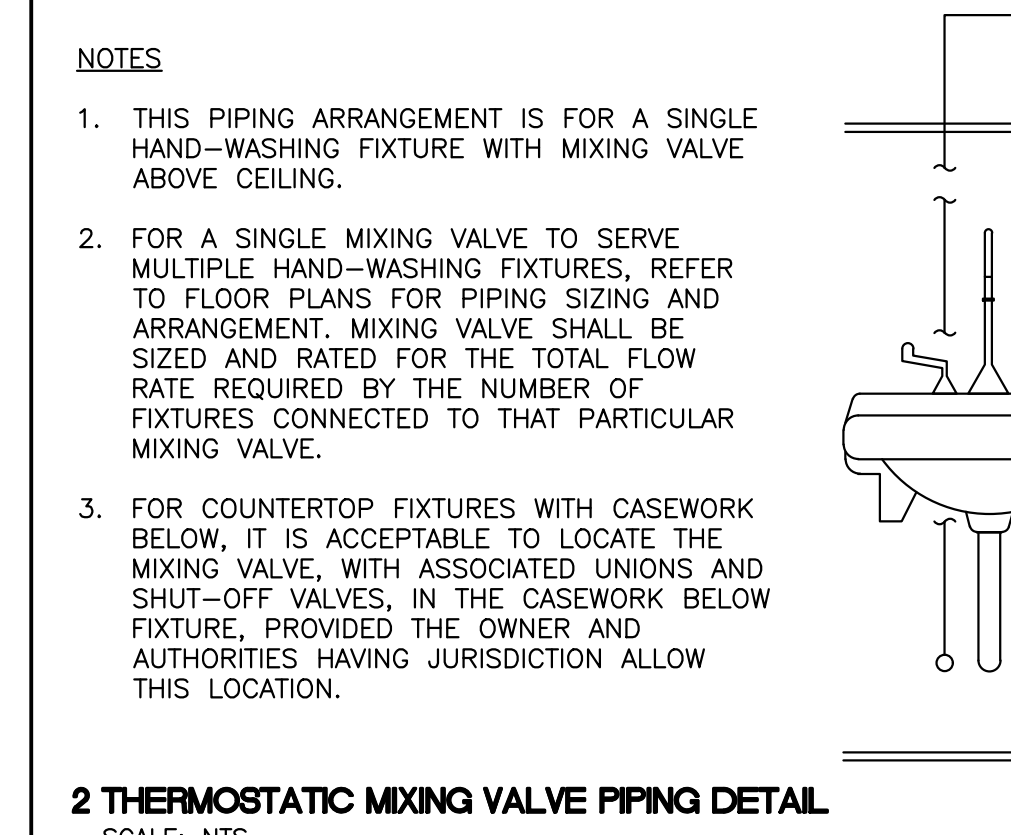 NOTES
1. THIS PIPING ARRANGEMENT IS FOR A SINGLE
HAND-WASHING FIXTURE WITH MIXING VALVE
ABOVE CEILING.
2. FOR A SINGLE MIXING VALVE TO SERVE
MULTIPLE HAND-WASHING FIXTURES, REFER
TO FLOOR PLANS FOR PIPING SIZING AND
ARRANGEMENT. MIXING VALVE SHALL BE
SIZED AND RATED FOR THE TOTAL FLOW
RATE REQUIRED BY THE NUMBER OF
FIXTURES CONNECTED TO THAT PARTICULAR
MIXING VALVE.
3. FOR COUNTERTOP FIXTURES WITH CASEWORK
BELOW, IT IS ACCEPTABLE TO LOCATE THE
MIXING VALVE, WITH ASSOCIATED UNIONS AND
SHUT-OFF VALVES, IN THE CASEWORK BELOW
FIXTURE, PROVIDED THE OWNER AND
AUTHORITIES HAVING JURISDICTION ALLOW
THIS LOCATION.
2 THERMOSTATIC MIXING VALVE PIPING DETAIL
SCALE: NTS